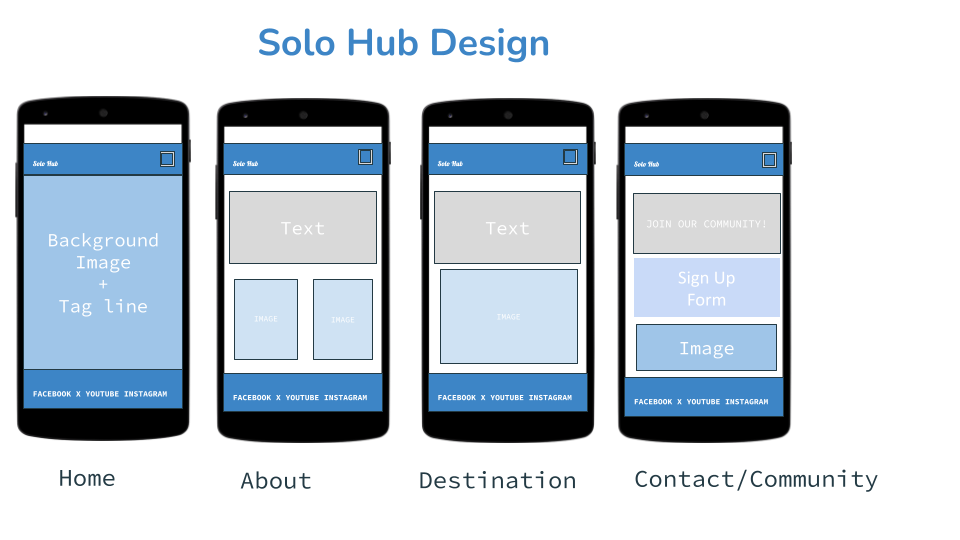 Solo Hub Design
Solo Hub
Background
Image
+
Tag line
FACEBOOK X YOUTUBE INSTAGRAM
Home
Solo Hub
Text
IMAGE
IMAGE
FACEBOOK X YOUTUBE INSTAGRAM
About
Solo Hub
Text
IMAGE
FACEBOOK X YOUTUBE INSTAGRAM
Destination
Solo Hub
JOIN OUR COMMUNITY!
Sign Up
Form
Image
FACEBOOK X YOUTUBE INSTAGRAM
Contact/Community